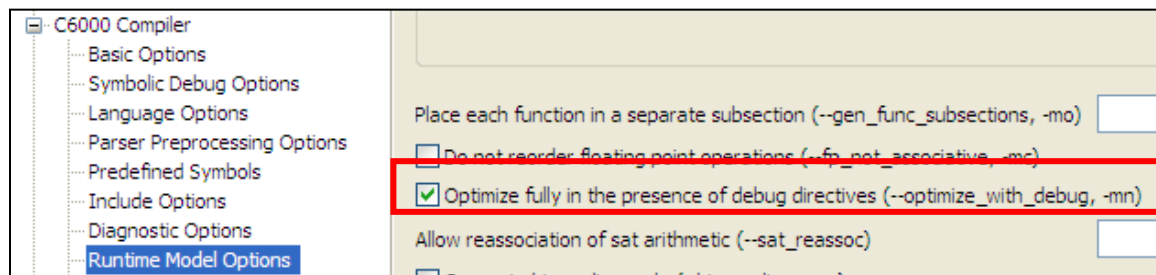 C6000 Compiler
Basic Options
Symbolic Debug Options
Language Options
Parser Preprocessing Options
Predefined Symbols
Include Options
Diagnostic Options
Runtime Model Options
Place each function in a separate subsection (--gen_func_subsections, -mo)
Do not reorder floating point operations (--fp_not_associative, -mc)
Optimize fully in the presence of debug directives (--optimize_with_debug, -mn)
Allow reassociation of sat arithmetic (--sat_reassoc)